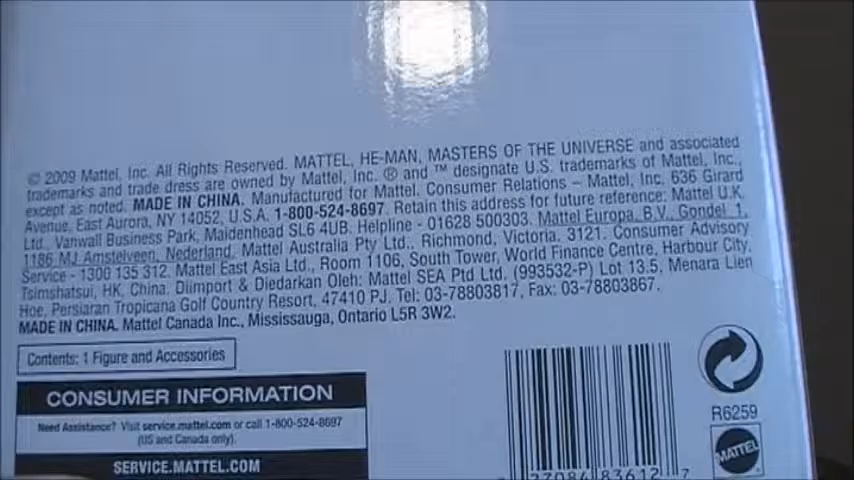 © 2009 Mattel, Inc. All Rights Reserved. MATTEL, HE-MAN, MASTERS OF THE UNIVERSE and associated
trademarks and trade dress are owned by Mattel, Inc. ® and ™ designate U.S. trademarks of Mattel, Inc.,
except as noted. MADE IN CHINA. Manufactured for Mattel. Consumer Relations – Mattel, Inc. 636 Girard
Avenue, East Aurora, NY 14052, U.S.A. 1-800-524-8697. Retain this address for future reference: Mattel U.K.
Ltd., Vanwall Business Park, Maidenhead SL6 4UB. Helpline - 01628 500303. Mattel Europa, B.V., Gondel 1,
1186 MJ Amstelveen, Nederland. Mattel Australia Pty Ltd., Richmond, Victoria. 3121. Consumer Advisory
Service - 1300 135 312. Mattel East Asia Ltd., Room 1106, South Tower, World Finance Centre, Harbour City,
Tsimshatsui, HK, China. Diimport & Diedarkan Oleh: Mattel SEA Ptd Ltd. (993532-P) Lot 13.5, Menara Lien
Hoe, Persiaran Tropicana Golf Country Resort, 47410 PJ. Tel: 03-78803817, Fax: 03-78803867.
MADE IN CHINA. Mattel Canada Inc., Mississauga, Ontario L5R 3W2.
Contents: 1 Figure and Accessories
CONSUMER INFORMATION
Need Assistance? Visit service.mattel.com or call 1-800-524-8697
(US and Canada only).
SERVICE.MATTEL.COM
R6259
MATTEL
27084 83612 7